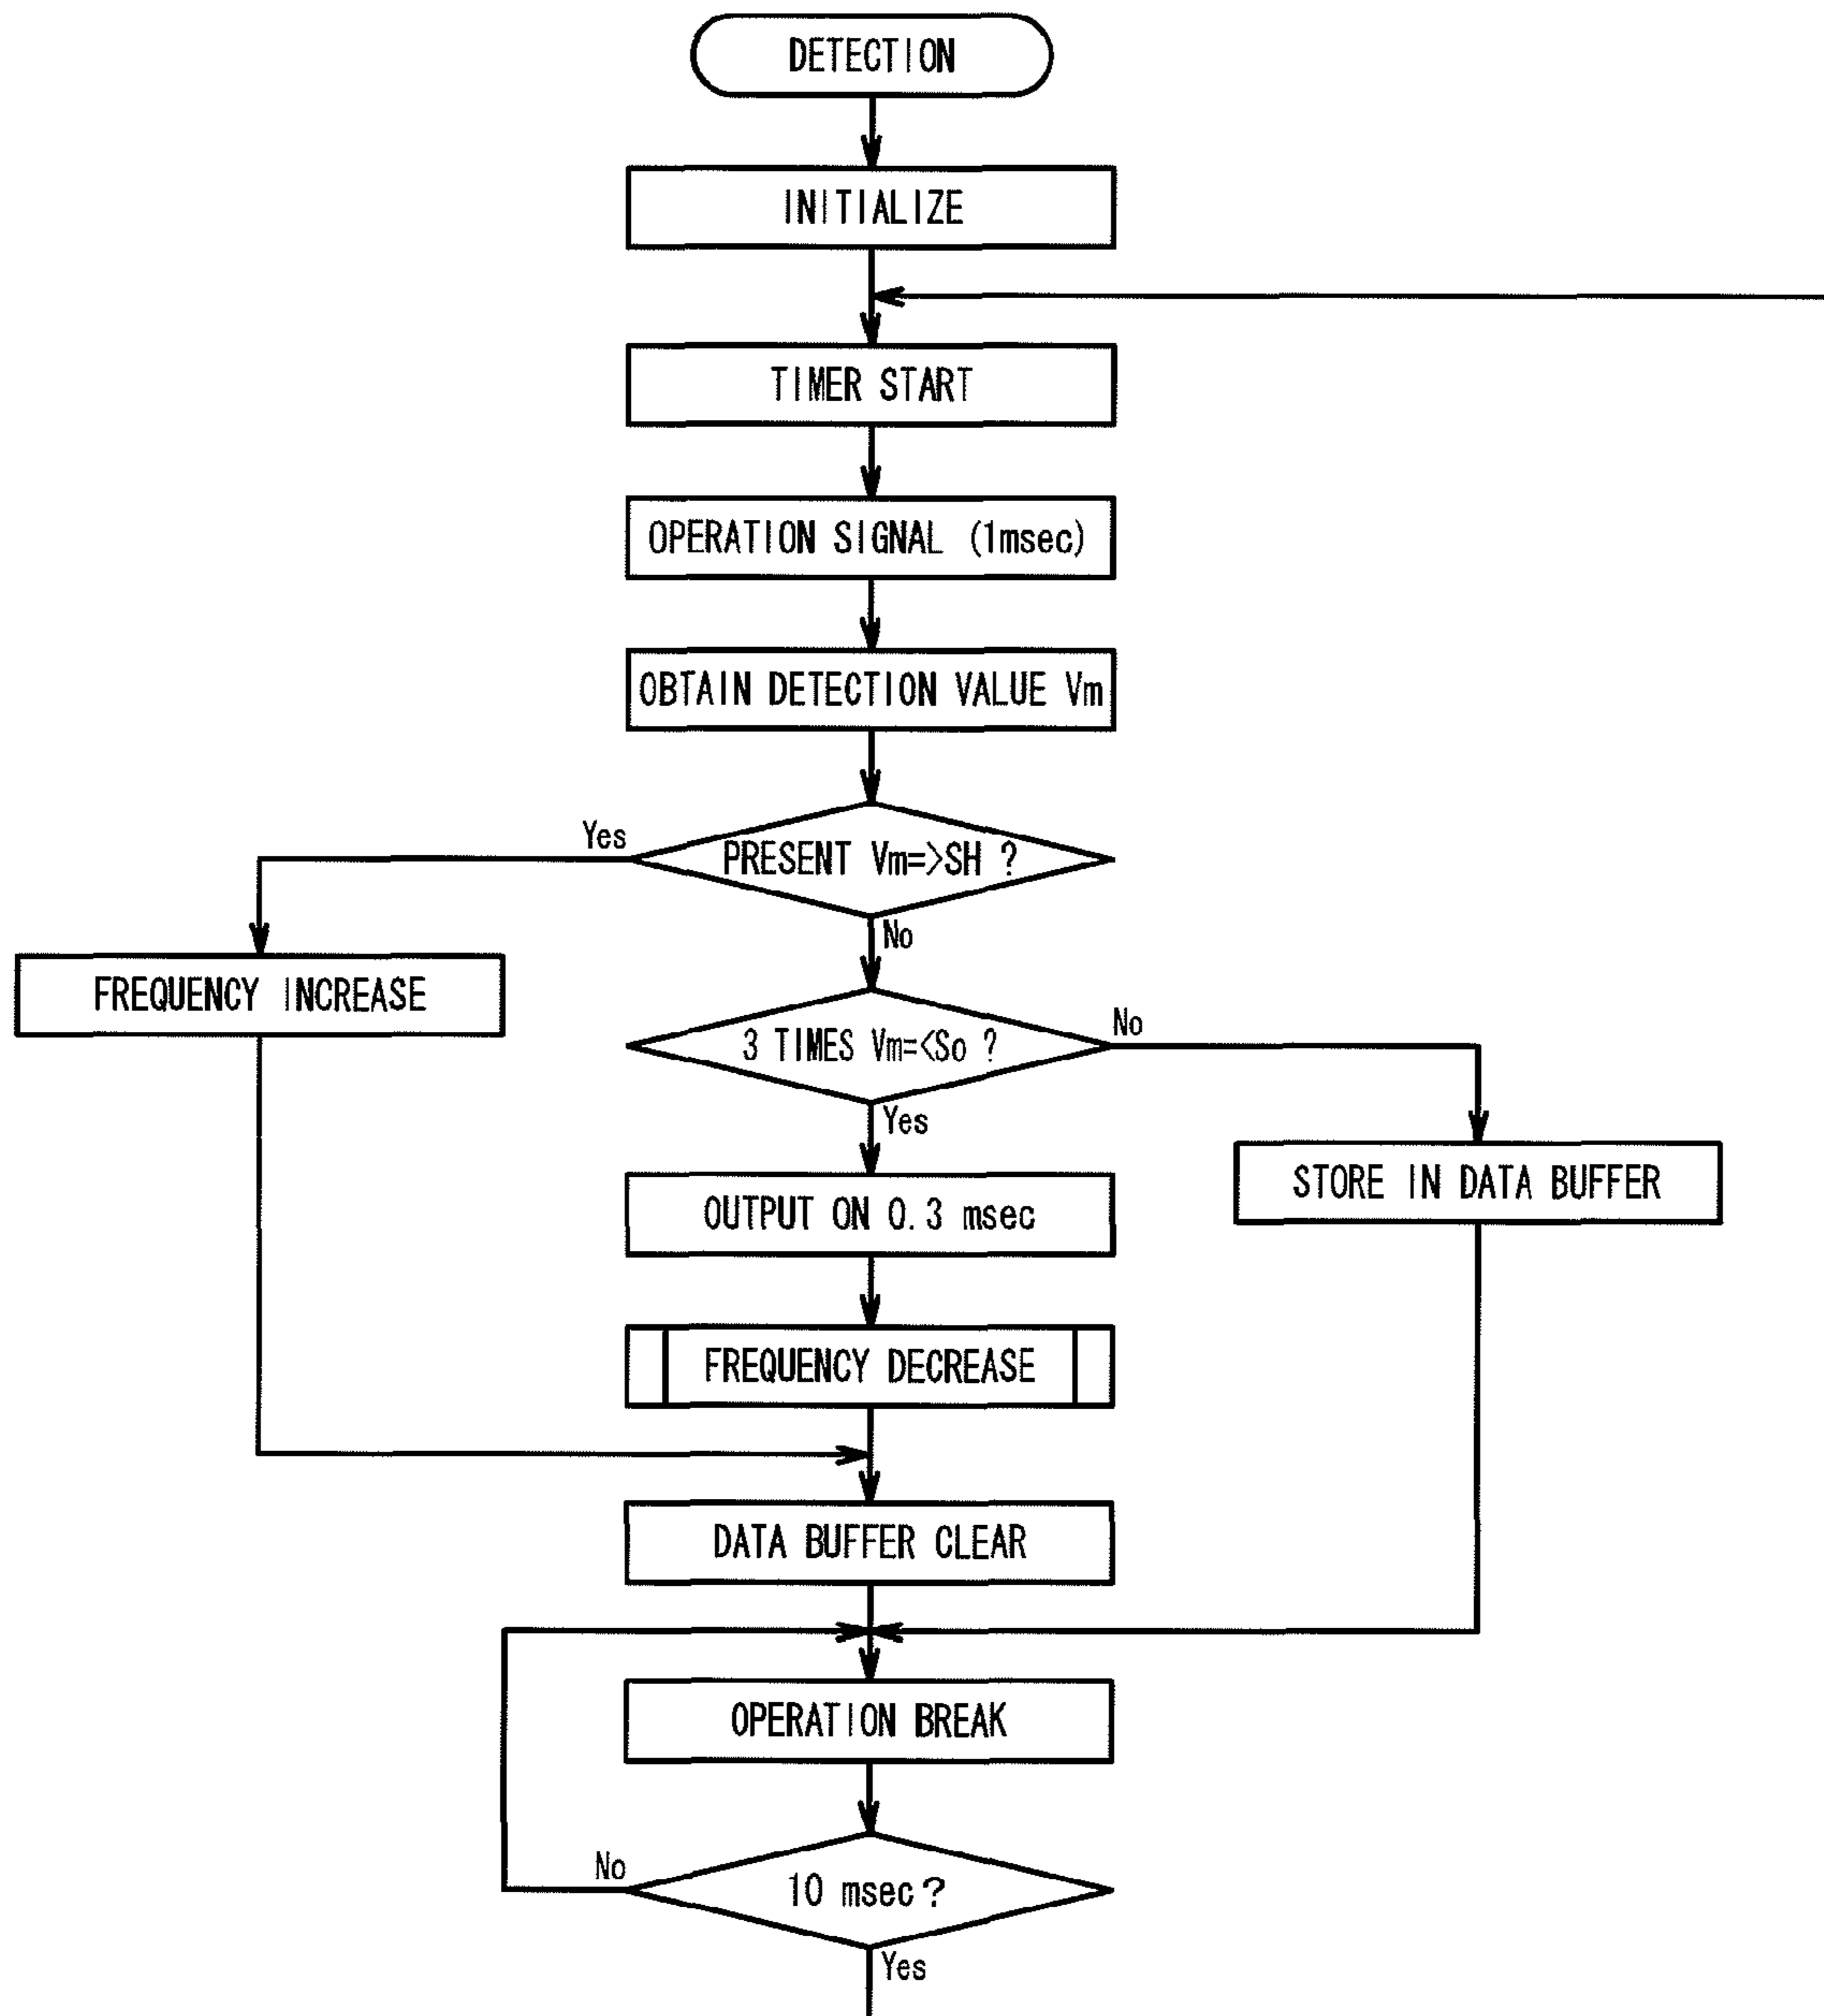 DETECTION
INITIALIZE
TIMER START
OPERATION SIGNAL (1msec)
OBTAIN DETECTION VALUE Vm
Yes
PRESENT Vm=>SH ?
No
FREQUENCY INCREASE
3 TIMES Vm=<So ?
No
Yes
OUTPUT ON 0.3 msec
STORE IN DATA BUFFER
FREQUENCY DECREASE
DATA BUFFER CLEAR
OPERATION BREAK
No
10 msec?
Yes